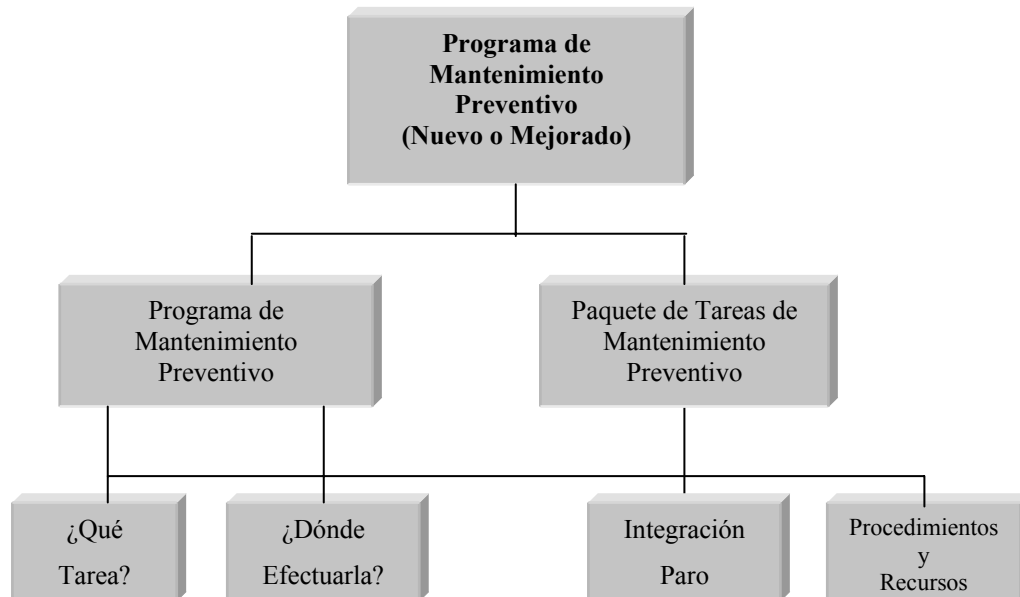 Programa de
Mantenimiento
Preventivo
(Nuevo o Mejorado)
Programa de
Mantenimiento
Preventivo
Paquete de Tareas de
Mantenimiento
Preventivo
¿Qué
Tarea?
¿Dónde
Efectuarla?
Integración
Paro
Procedimientos
y
Recursos